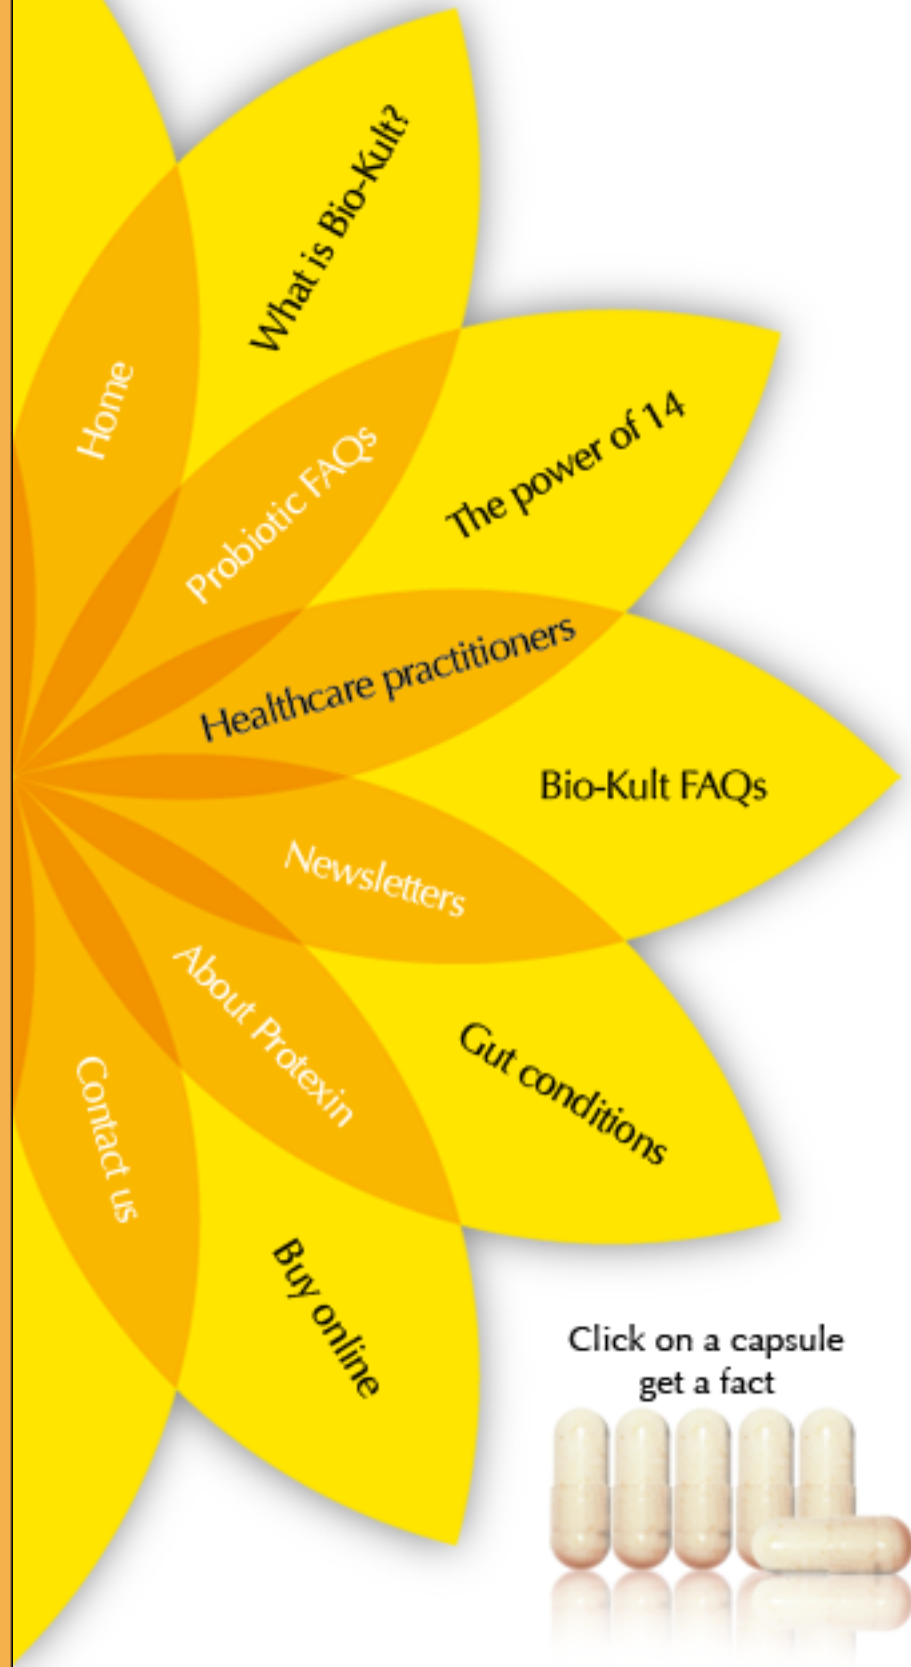 What is Bio-Kult?
Home
The power of 14
Probiotic FAQs
Healthcare practitioners
Bio-Kult FAQs
Newsletters
About Protexin
Gut conditions
Contact us
Buy online
Click on a capsule
get a fact